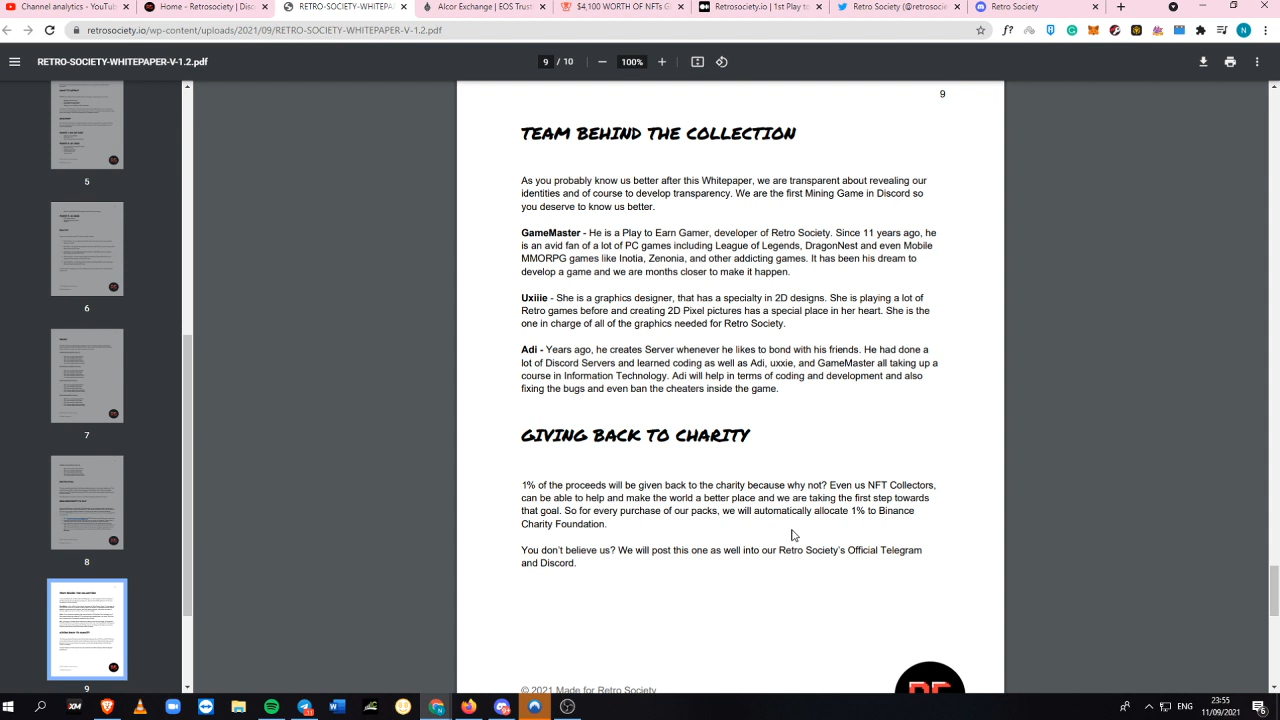 Channel content - YouTu
Home - Retrosociety | Disc
RETRO-SOCIETY-WHITEPAP
Alcor Exchange | EOS Trust
$4,100 WORTH OF NFTs G
Retrosociety.io | 1st Play to
Retro Society (@retrosocie
Retro Society
retrosociety.io/wp-content/uploads/2021/09/RETRO-SOCIETY-WHITEPAPER-V-1.2.pdf
RETRO-SOCIETY-WHITEPAPER-V-1.2.pdf
9 / 10
100%
5
6
7
8
9
9
TEAM BEHIND THE COLLECTION
As you probably know us better after this Whitepaper, we are transparent about revealing our
identities and of course to develop transparency. We are the first Mining Game in Discord so
you deserve to know us better.
GameMaster - He is a Play to Earn Gamer, developer of Retro Society. Since 11 years ago, he
is an avid fan of a lot of PC games including League of Legends, DragonNest and even Mobile
MMORPG games like Inotia, Zenonia, and other addicting games. It has been his dream to
develop a game and we are months closer to make it happen.
Uxiiie - She is a graphics designer, that has a specialty in 2D designs. She is playing a lot of
Retro games before and creating 2D Pixel pictures has a special place in her heart. She is the
one in charge of all of the graphics needed for Retro Society.
Adi - Years ago, he creates Server whenever he likes to bond with his friends. He had done a
lot of Discord Servers and learned coding as well as Adi, uxxie, and GameMaster all taking up a
course in Information Technology. Adi will help in terms of coding and development and also
fixing the bugs and even ban the cheaters inside the game.
GIVING BACK TO CHARITY
1% of the proceeds will be given back to the charity because why not? Even us NFT Collectors,
can be able to help and make the world a better place and we are taking the first step towards
that goal. So for every purchase of our packs, we will automatically allocate 1% to Binance
Charity Foundation.
You don't believe us? We will post this one as well into our Retro Society's Official Telegram
and Discord.
© 2021 Made for Retro Society
ENG
23:55
11/09/2021